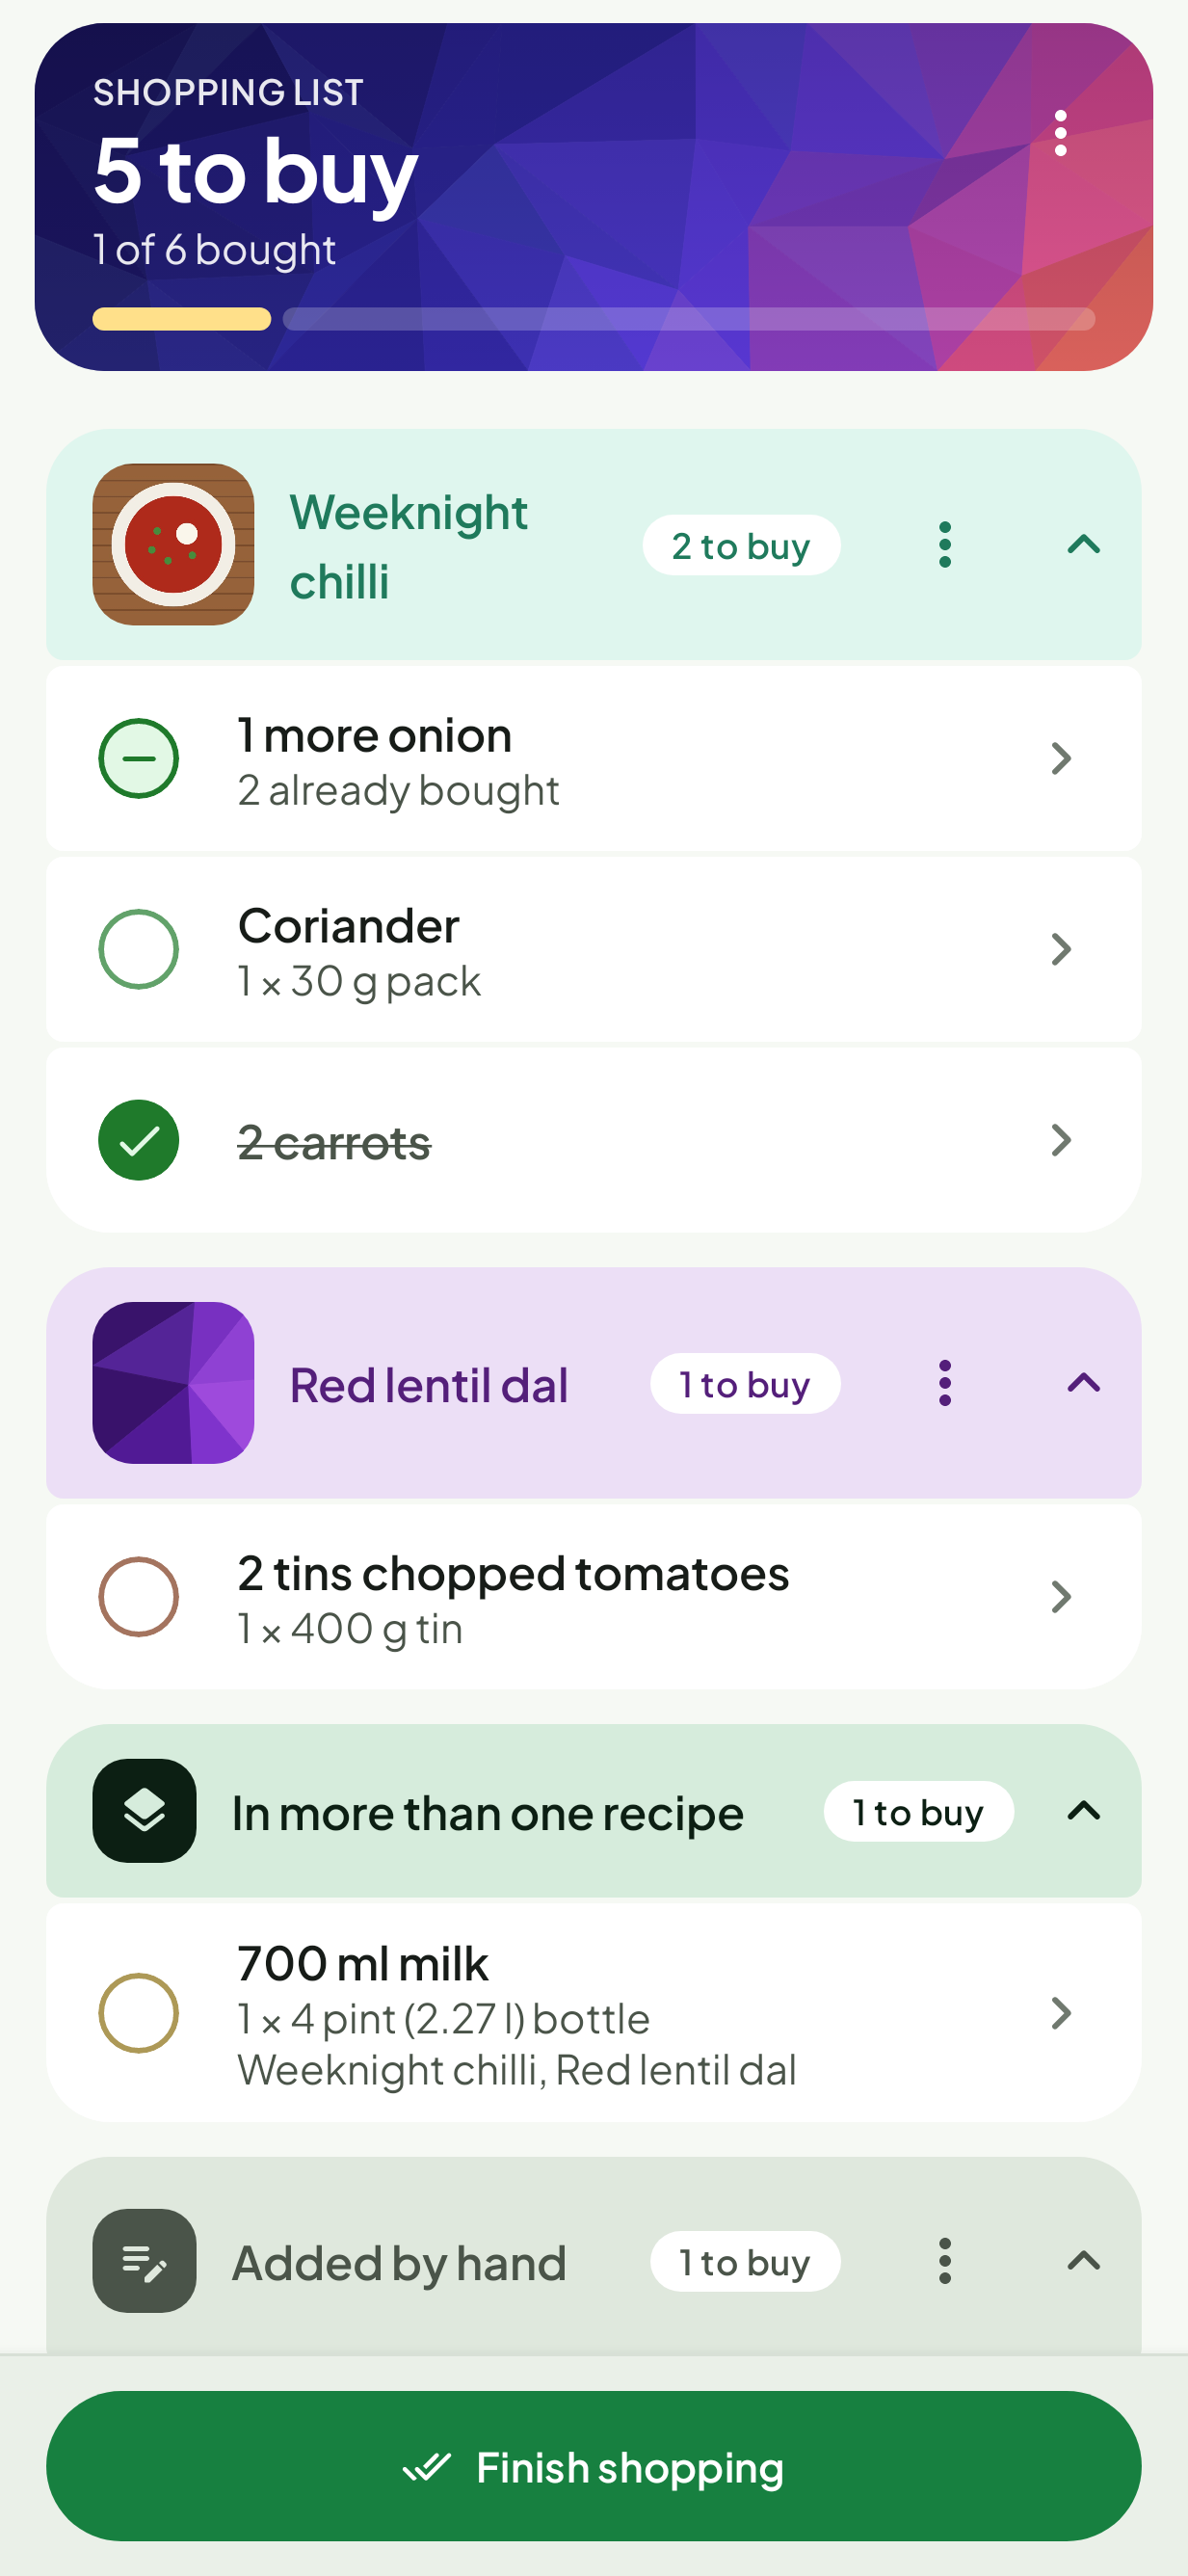 SHOPPING LIST
5 to buy
1 of 6 bought
Weeknight
chilli
2 to buy
1 more onion
2 already bought
Coriander
1 × 30 g pack
2 carrots
Red lentil dal
1 to buy
2 tins chopped tomatoes
1 × 400 g tin
In more than one recipe
1 to buy
700 ml milk
1 × 4 pint (2.27 l) bottle
Weeknight chilli, Red lentil dal
Added by hand
1 to buy
Finish shopping